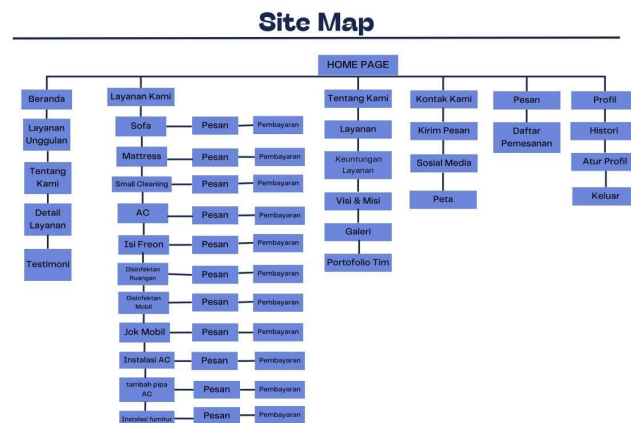 Site Map
HOME PAGE
Beranda
Layanan
Unggulan
Tentang
Kami
Detail
Layanan
Testimoni
Layanan Kami
Sofa Pesan Pembayaran
Mattress Pesan Pembayaran
Small Cleaning Pesan Pembayaran
AC Pesan Pembayaran
Isi Freon Pesan Pembayaran
Disinfektan
Ruangan
Pesan Pembayaran
Disinfektan
Mobil
Pesan Pembayaran
Jok Mobil Pesan Pembayaran
Instalasi AC Pesan Pembayaran
tambah pipa
AC
Pesan Pembayaran
Instalasi furnitur Pesan Pembayaran
Tentang Kami
Layanan
.Keuntungan
Layanan
Visi & Misi
Galeri
Portofolio Tim
Kontak Kami
Kirim Pesan
Sosial Media
Peta
Pesan
Daftar
Pemesanan
Profil
Histori
Atur Profil
Keluar